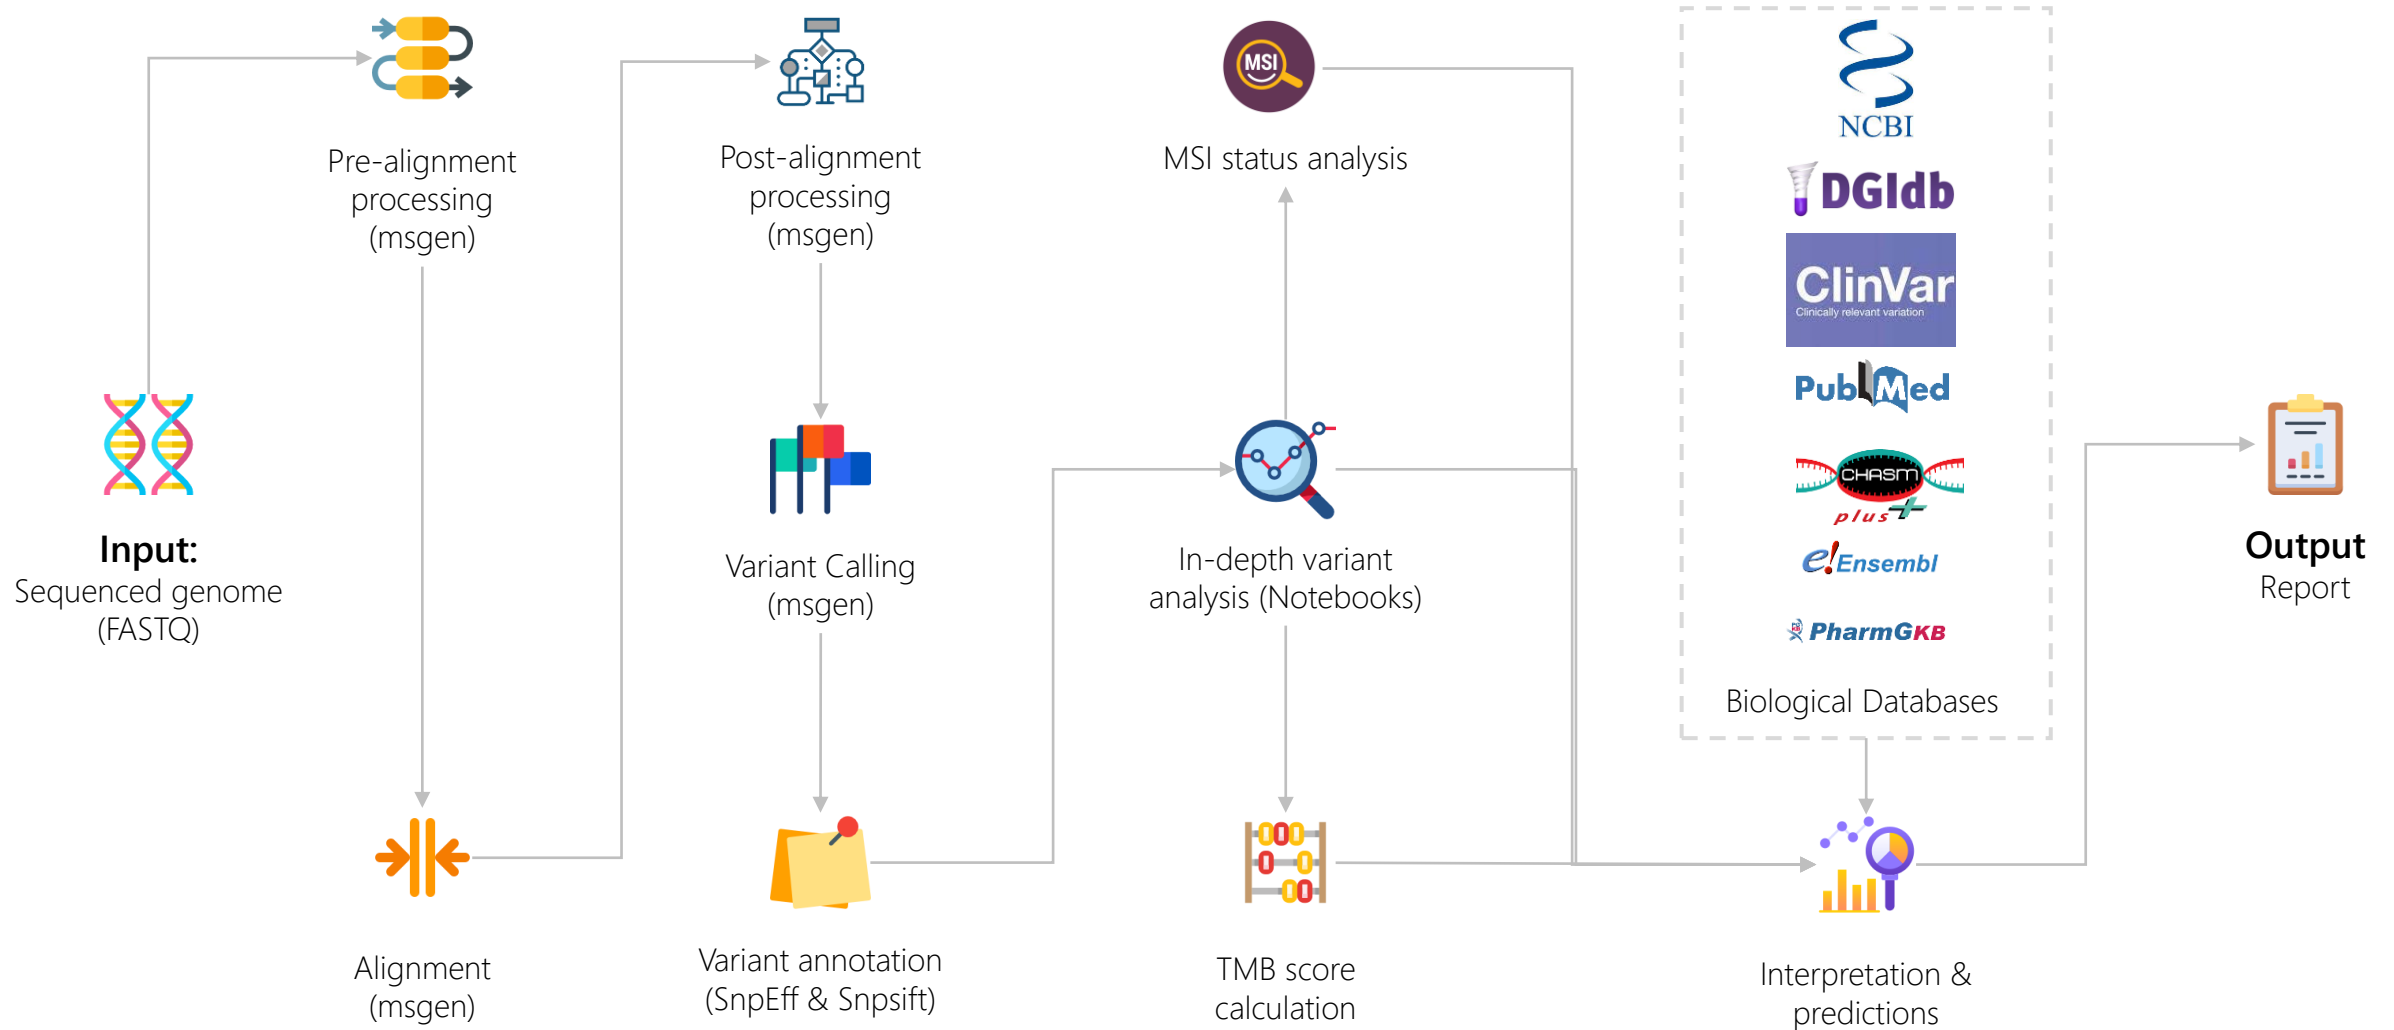 Input:
Sequenced genome
(FASTQ)
Pre-alignment
processing
(msgen)
Alignment
(msgen)
Post-alignment
processing
(msgen)
Variant Calling
(msgen)
Variant annotation
(SnpEff & Snpsift)
MSI
MSI status analysis
In-depth variant
analysis (Notebooks)
TMB score
calculation
NCBI
DGIdb
ClinVar
Clinically relevant variation
PubMed
CHASM
plus
e!Ensembl
PharmGKB
Biological Databases
Interpretation &
predictions
Output
Report